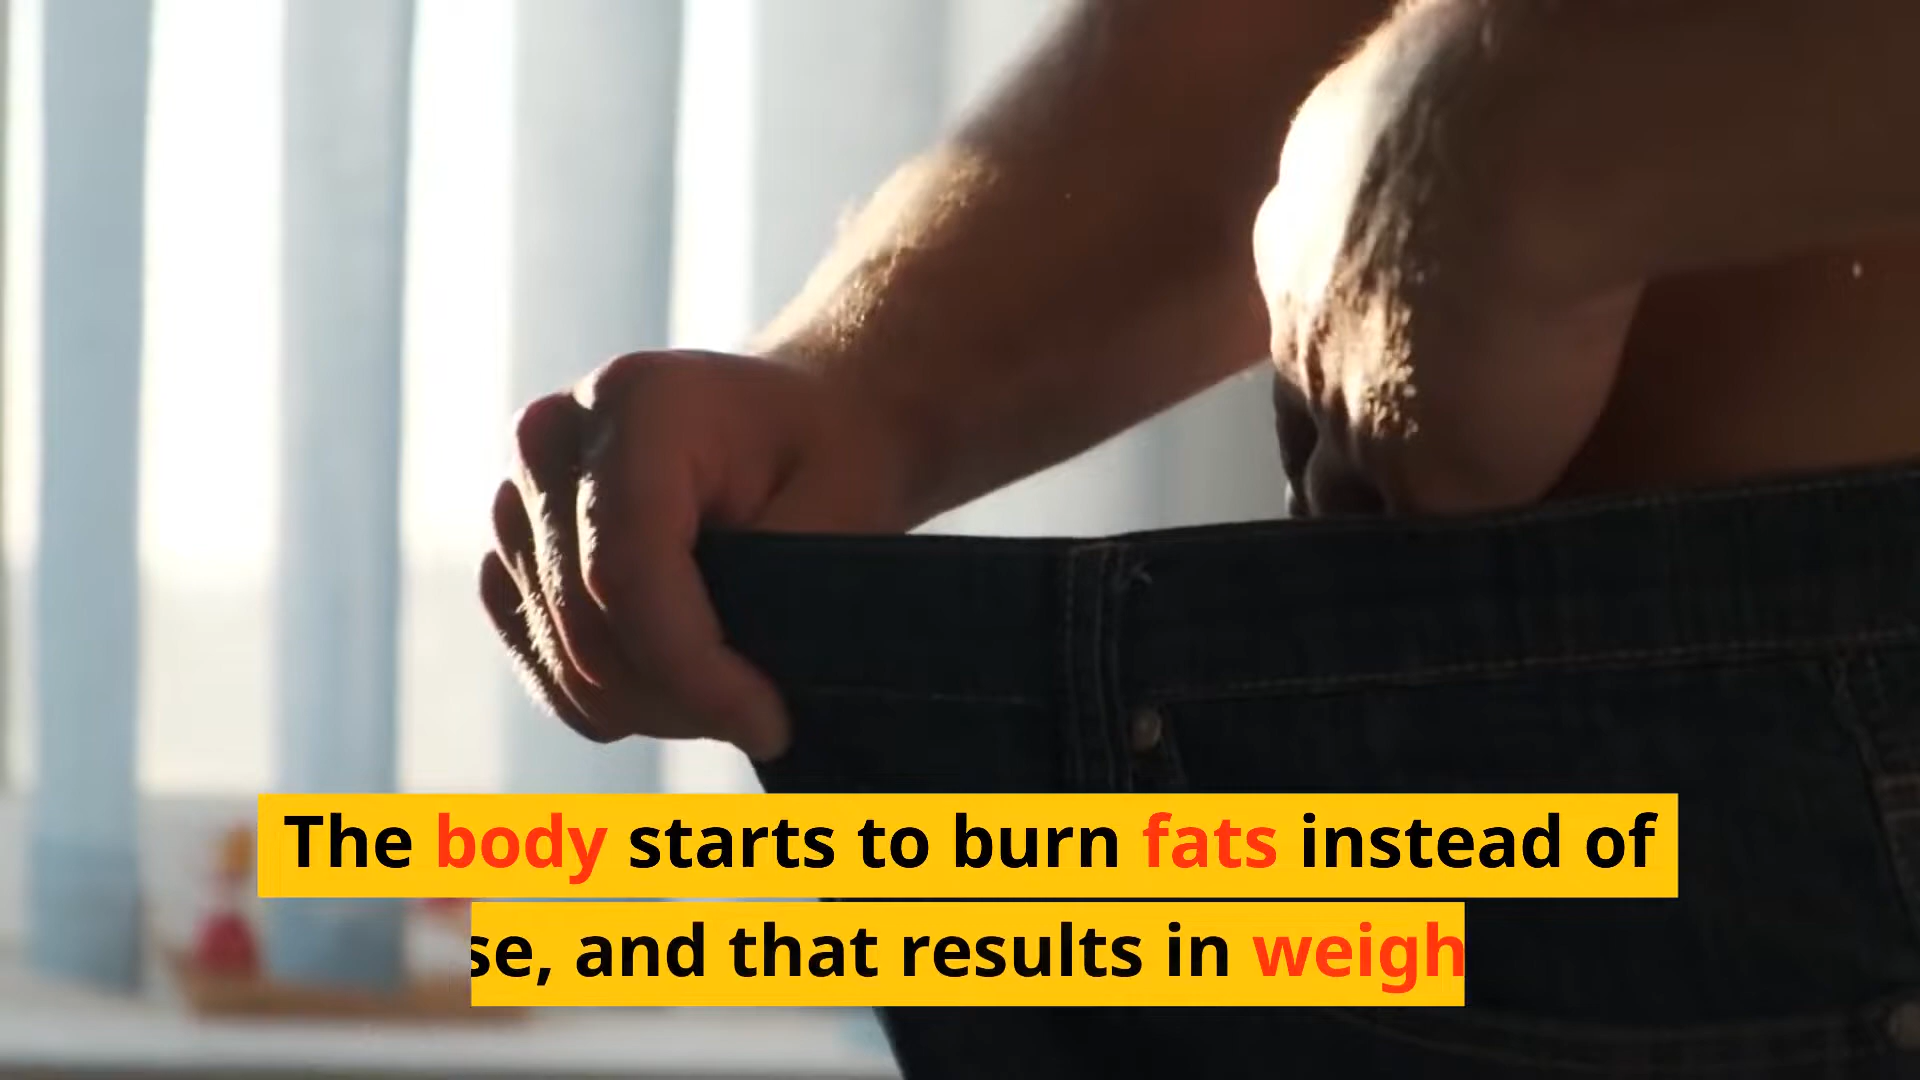 The body starts to burn fats instead of
se, and that results in weigh